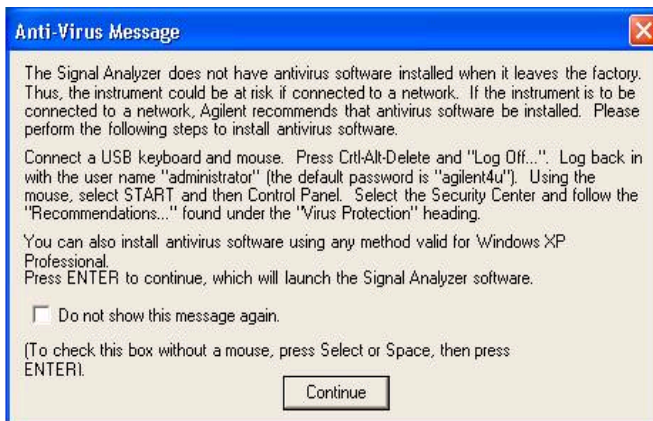 Anti-Virus Message
The Signal Analyzer does not have antivirus software installed when it leaves the factory.
Thus, the instrument could be at risk if connected to a network. If the instrument is to be
connected to a network, Agilent recommends that antivirus software be installed. Please
perform the following steps to install antivirus software.
Connect a USB keyboard and mouse. Press Crtl-Alt-Delete and "Log Off...". Log back in
with the user name "administrator" (the default password is "agilent4u"). Using the
mouse, select START and then Control Panel. Select the Security Center and follow the
"Recommendations..." found under the "Virus Protection" heading.
You can also install antivirus software using any method valid for Windows XP
Professional.
Press ENTER to continue, which will launch the Signal Analyzer software.
Do not show this message again.
(To check this box without a mouse, press Select or Space, then press
ENTER).
Continue